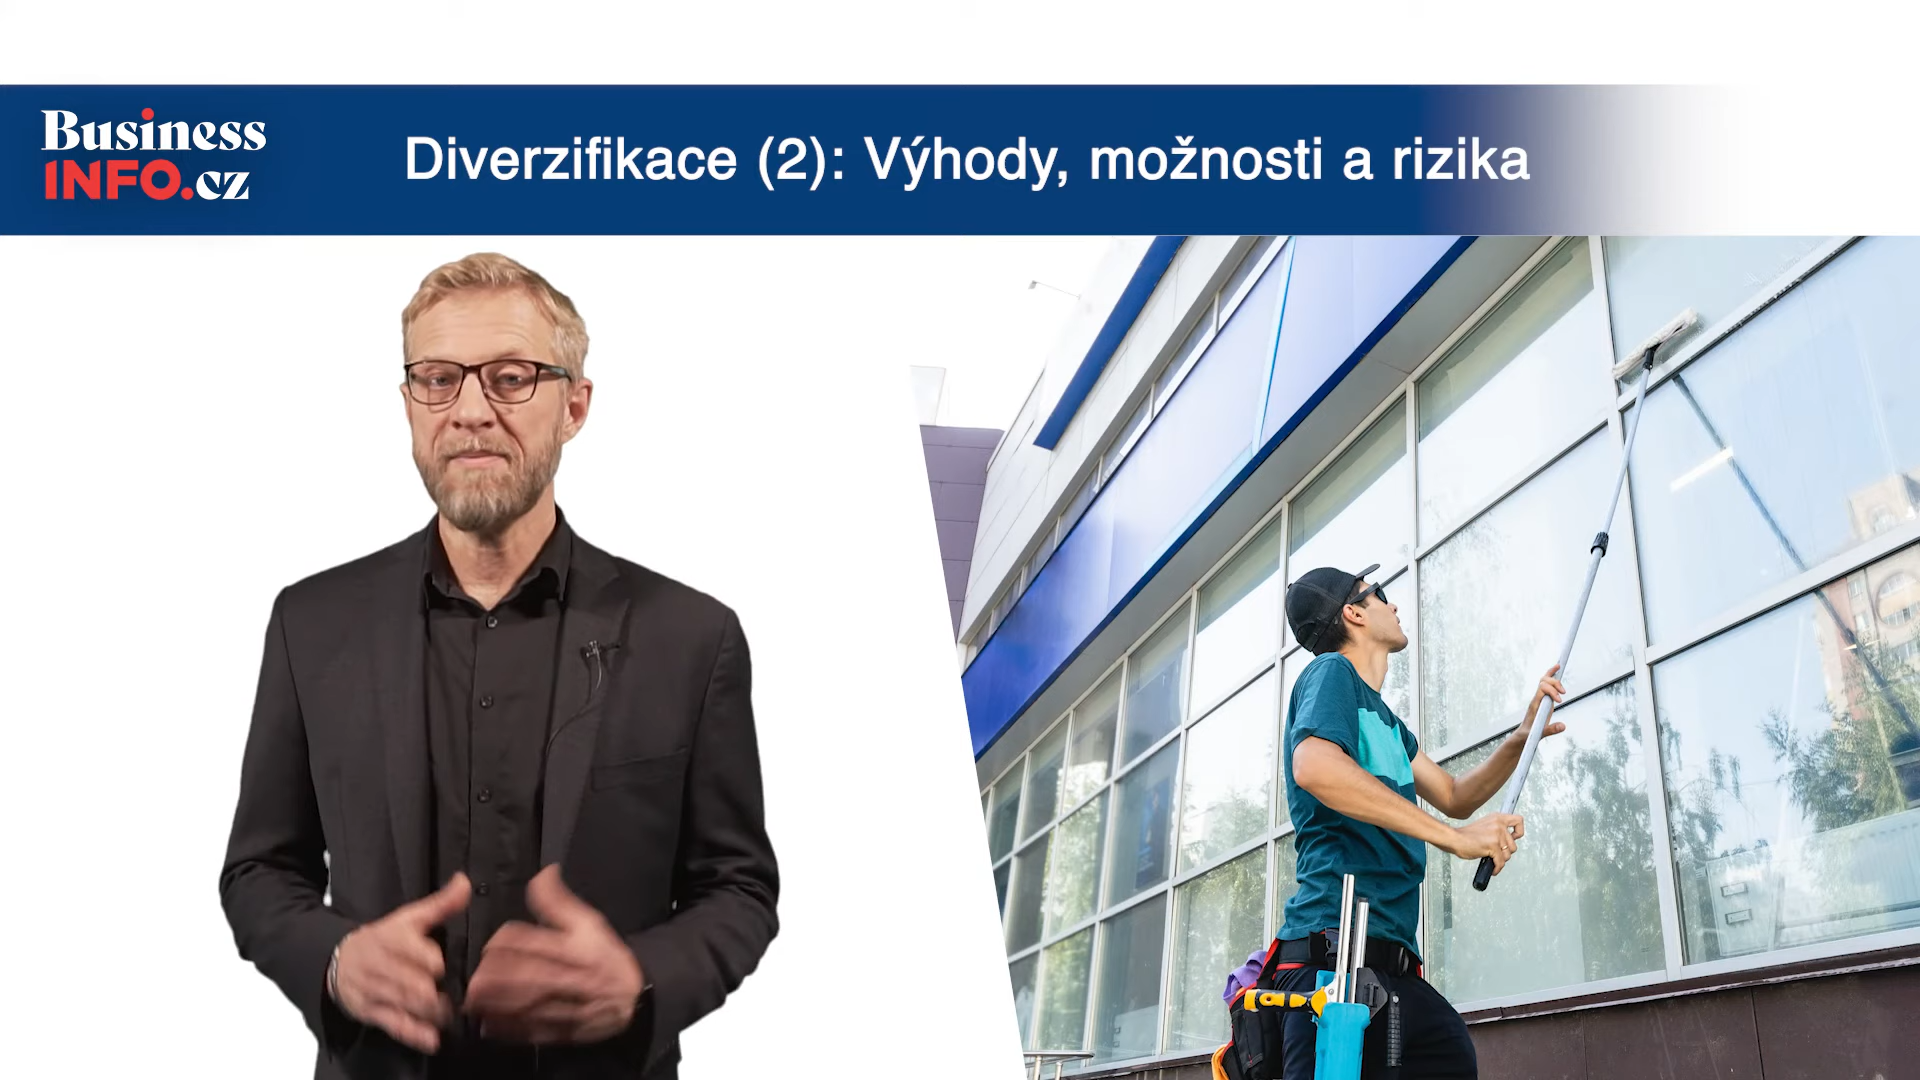 Business
INFO.cz
Diverzifikace (2): Výhody, možnosti a rizika